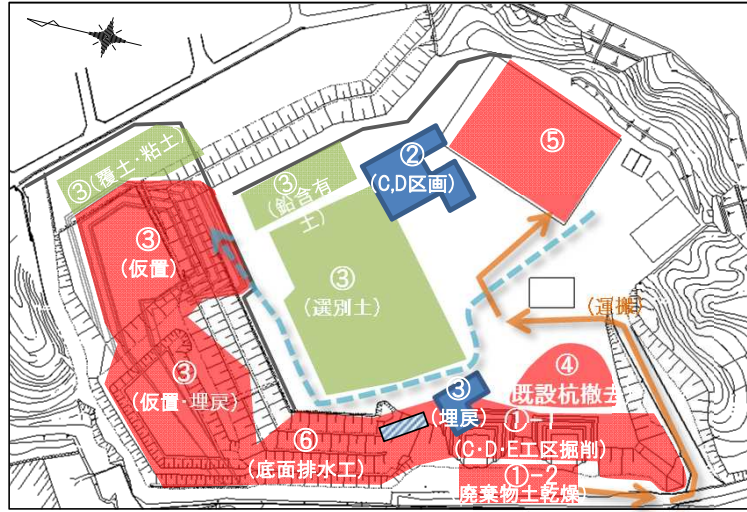 ③(覆土・粘土)
③
(鉛含有
土)
②
(C,D区画)
⑤
③
(仮置)
③
(選別土)
(運搬)
③
(仮置・埋戻)
③
(埋戻)
④
既設杭撤去
①-1
(C・D・E工区掘削)
⑥
(底面排水工)
①-2
(廃棄物土乾燥)